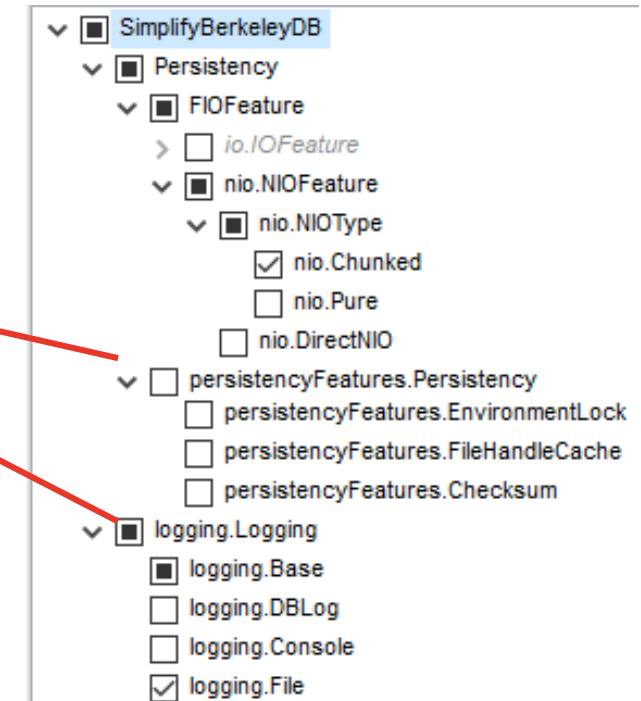 SimplifyBerkeleyDB
Persistency
FIOFeature
io.IOFeature
nio.NIOFeature
nio.NIOType
nio.Chunked
nio.Pure
nio.DirectNIO
persistencyFeatures.Persistency
persistencyFeatures.EnvironmentLock
persistencyFeatures.FileHandleCache
persistencyFeatures.Checksum
logging.Logging
logging.Base
logging.DBLog
logging.Console
logging.File